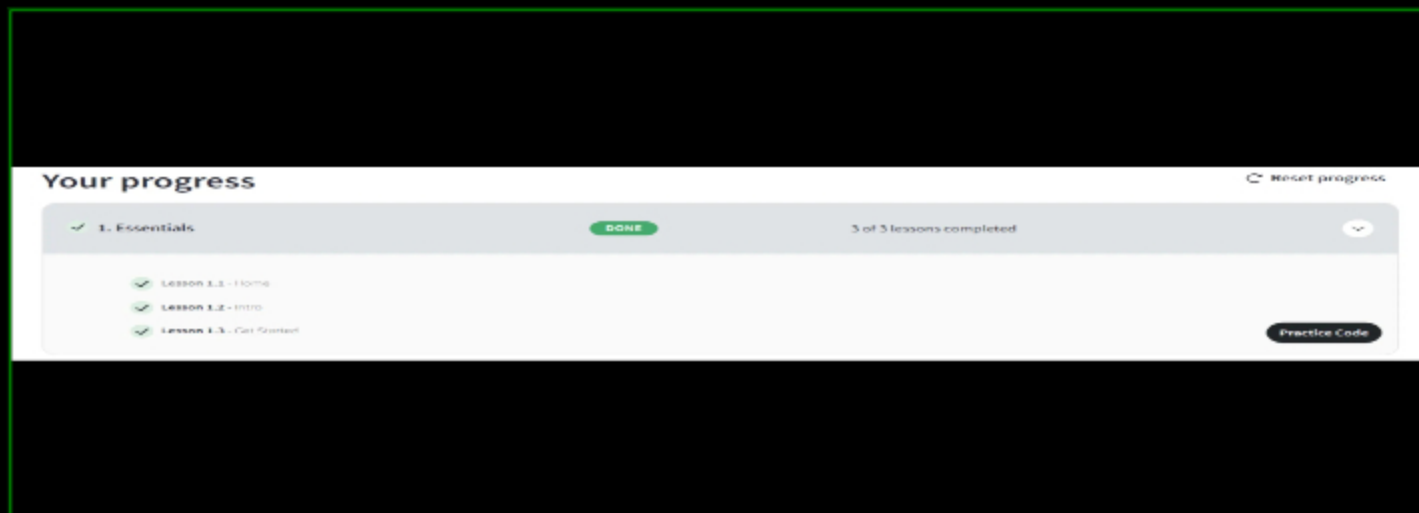 Your progress
Reset progress
1. Essentials
DONE
3 of 3 lessons completed
Lesson 1.1 - Home
Lesson 1.2 - Intro
Lesson 1.3 - Get Started
Practice Code